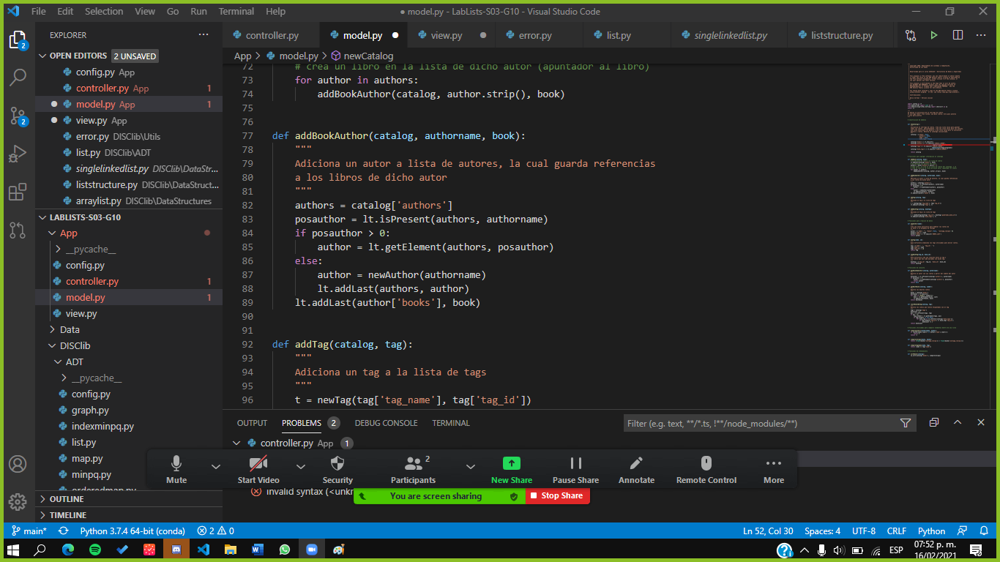 File Edit Selection View Go Run Terminal Help
● model.py - LabLists-S03-G10 - Visual Studio Code
EXPLORER
OPEN EDITORS 2 UNSAVED
config.py App
controller.py App 1
model.py App 1
view.py App
error.py DISClib\Utils
list.py DISClib\ADT
singlelinkedlist.py DISClib\DataStr...
liststructure.py DISClib\DataStruct...
arraylist.py DISClib\DataStructures
LABLISTS-S03-G10
App
__pycache__
config.py
controller.py 1
model.py 1
view.py
Data
DISClib
ADT
__pycache__
config.py
graph.py
indexminpq.py
list.py
map.py
minpq.py
orderedmap.py
OUTLINE
TIMELINE
controller.py model.py view.py error.py list.py singlelinkedlist.py liststructure.py
App > model.py > newCatalog
72 # crea un libro en la lista de dicho autor (apuntador al libro)
73 for author in authors:
74 addBookAuthor(catalog, author.strip(), book)
75
76
77 def addBookAuthor(catalog, authorname, book):
78 """
79 Adiciona un autor a lista de autores, la cual guarda referencias
80 a los libros de dicho autor
81 """
82 authors = catalog['authors']
83 posauthor = lt.isPresent(authors, authorname)
84 if posauthor > 0:
85 author = lt.getElement(authors, posauthor)
86 else:
87 author = newAuthor(authorname)
88 lt.addLast(authors, author)
89 lt.addLast(author['books'], book)
90
91
92 def addTag(catalog, tag):
93 """
94 Adiciona un tag a la lista de tags
95 """
96 t = newTag(tag['tag_name'], tag['tag_id'])
OUTPUT PROBLEMS 2 DEBUG CONSOLE TERMINAL
Filter (e.g. text, **/*.ts, !**/node_modules/**)
controller.py App 1
Mute Start Video Security Participants 2 New Share Pause Share Annotate Remote Control More
invalid syntax (<unkr
You are screen sharing Stop Share
main* Python 3.7.4 64-bit (conda) 2 0 Ln 52, Col 30 Spaces: 4 UTF-8 CRLF Python
2
2
ESP
07:52 p. m.
16/02/2021